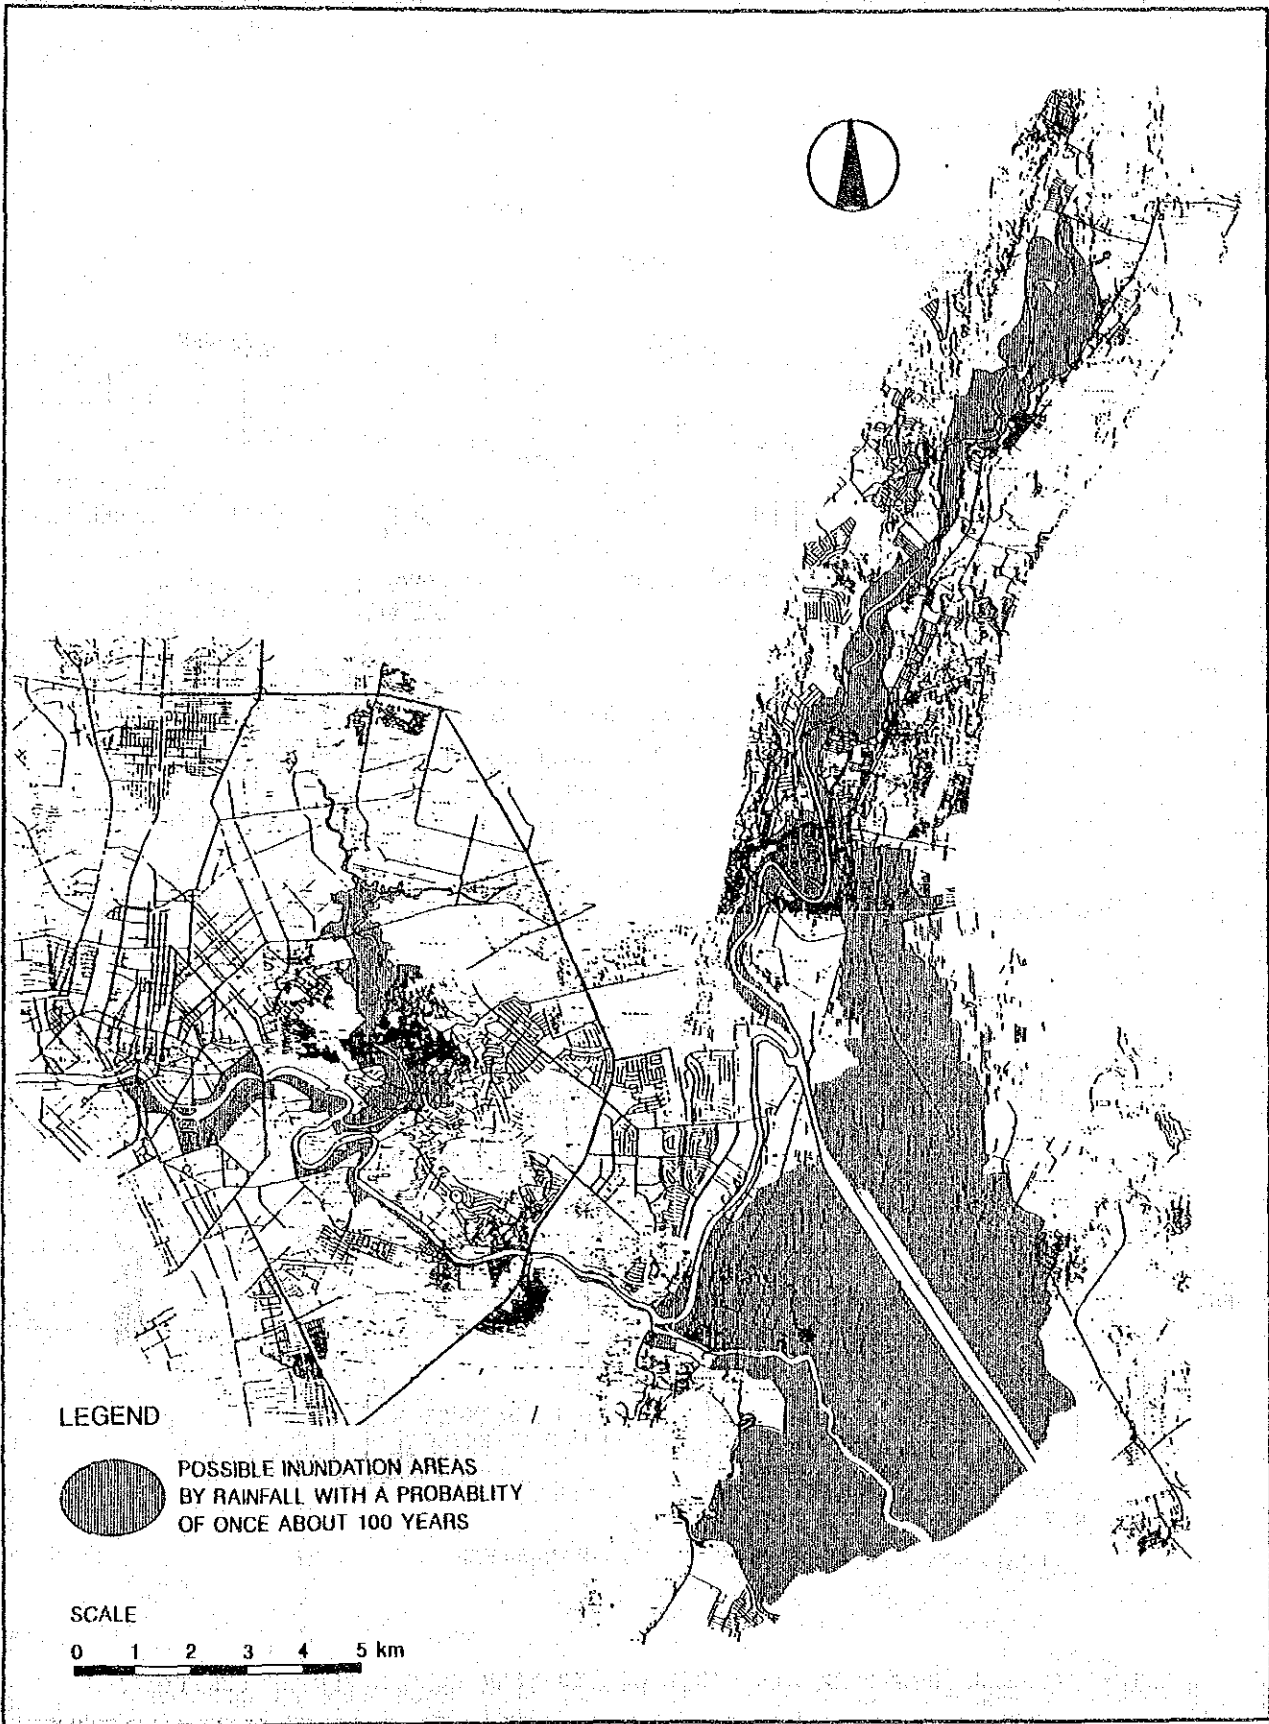 LEGEND
POSSIBLE INUNDATION AREAS
BY RAINFALL WITH A PROBABLITY
OF ONCE ABOUT 100 YEARS
SCALE
0 1 2 3 4 5 km